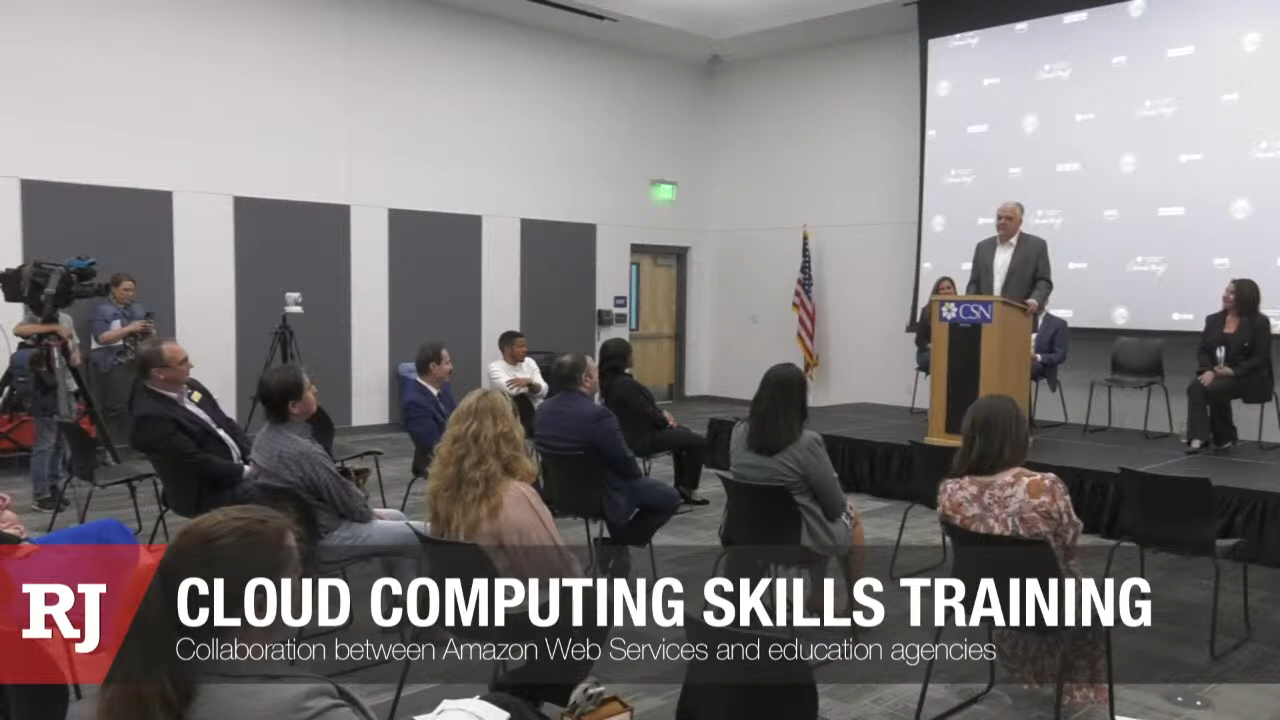 CSN
RJ
CLOUD COMPUTING SKILLS TRAINING
Collaboration between Amazon Web Services and education agencies